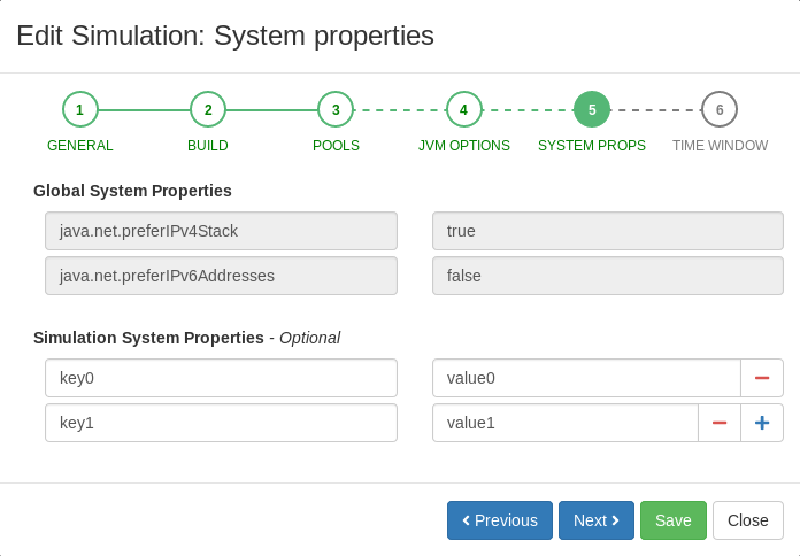 Edit Simulation: System properties
1 2 3 4 5 6
GENERAL BUILD POOLS JVM OPTIONS SYSTEM PROPS TIME WINDOW
Global System Properties
java.net.preferIPv4Stack true
java.net.preferIPv6Addresses false
Simulation System Properties - Optional
key0 value0
key1 value1
Previous Next Save Close